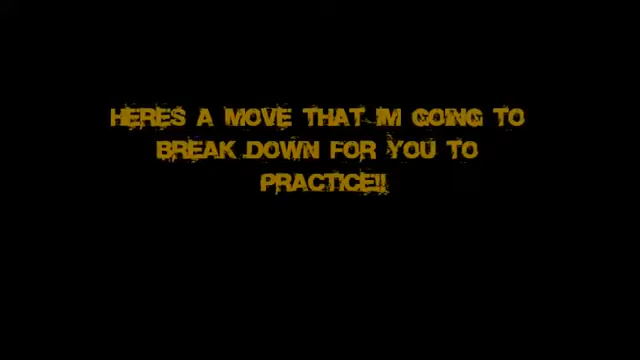 HERES A MOVE THAT IM GOING TO
BREAK DOWN FOR YOU TO
PRACTICE!!